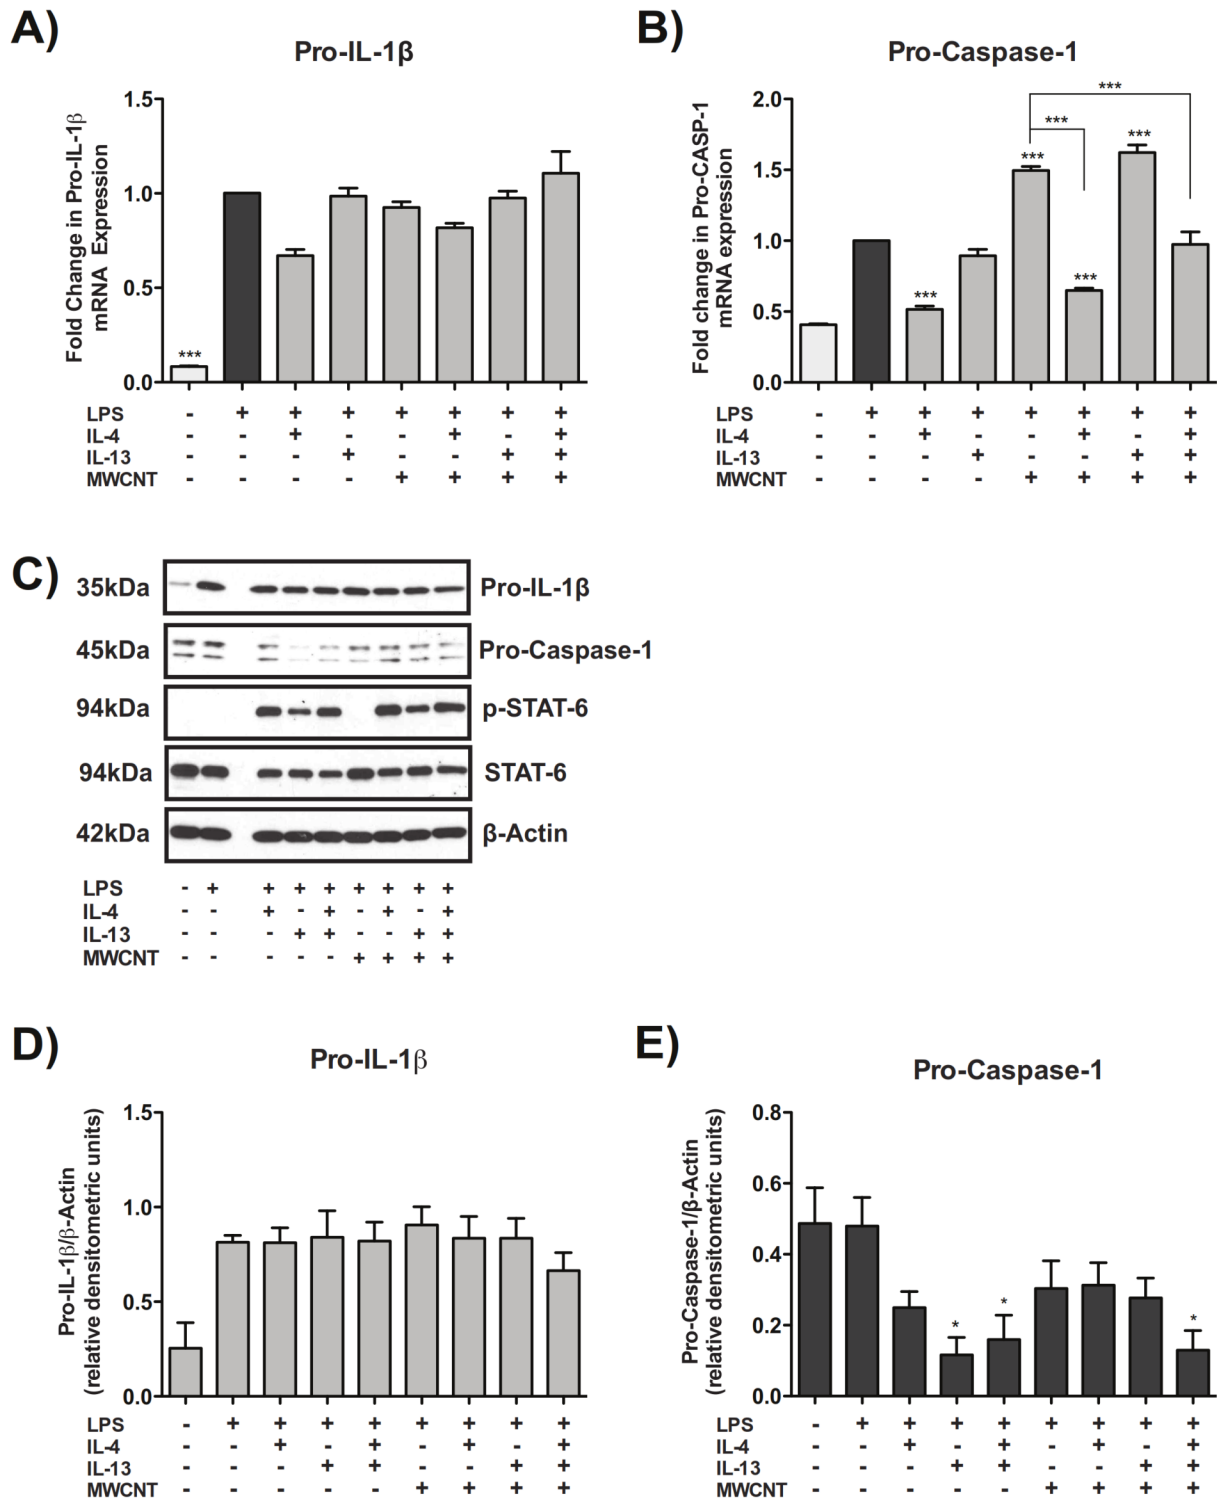 A)
Pro-IL-1β
Fold Change in Pro-IL-1β
mRNA Expression
1.5
1.0
0.5
0.0
***
LPS - + + + + + + +
IL-4 - - + - - + - +
IL-13 - - - + - - + +
MWCNT - - - - + + + +
B)
Pro-Caspase-1
Fold change in Pro-CASP-1
mRNA expression
2.0
1.5
1.0
0.5
0.0
***
***
***
***
***
***
LPS - + + + + + + +
IL-4 - - + - - + - +
IL-13 - - - + - - + +
MWCNT - - - - + + + +
C)
35kDa Pro-IL-1β
45kDa Pro-Caspase-1
94kDa p-STAT-6
94kDa STAT-6
42kDa β-Actin
LPS - + + + + + + + +
IL-4 - - + - + - + - +
IL-13 - - - + + - - + +
MWCNT - - - - - + + + +
D)
Pro-IL-1β
Pro-IL-1β/β-Actin
(relative densitometric units)
1.5
1.0
0.5
0.0
LPS - + + + + + + + +
IL-4 - - + - + - + - +
IL-13 - - - + + - - + +
MWCNT - - - - - + + + +
E)
Pro-Caspase-1
Pro-Caspase-1/β-Actin
(relative densitometric units)
0.8
0.6
0.4
0.2
0.0
*
*
*
LPS - + + + + + + + +
IL-4 - - + - + - + - +
IL-13 - - - + + - - + +
MWCNT - - - - - + + + +